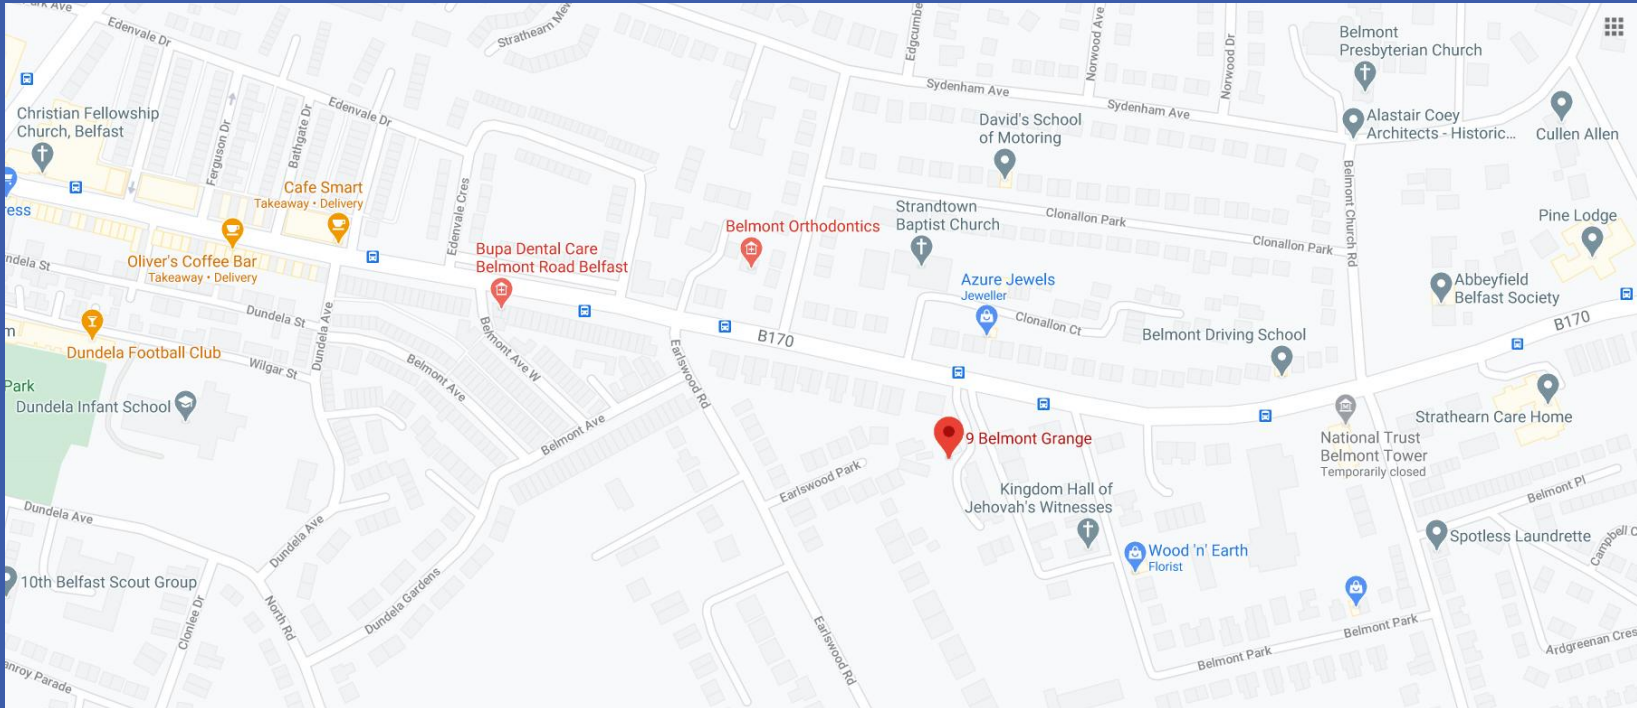 Park Ave
Edenvale Dr
Strathearn Mew
Edgcumbe
Norwood Ave
Norwood Dr
Belmont
Presbyterian Church
Sydenham Ave
Sydenham Ave
Christian Fellowship
Church, Belfast
Ferguson Dr
Bathgate Dr
Edenvale Dr
David's School
of Motoring
Alastair Coey
Architects - Historic...
Cullen Allen
Cafe Smart
Takeaway • Delivery
Edenvale Cres
Belmont Church Rd
ress
Belmont Orthodontics
Strandtown
Baptist Church
Clonallon Park
Clonallon Park
Pine Lodge
Oliver's Coffee Bar
Takeaway • Delivery
Bupa Dental Care
Belmont Road Belfast
Azure Jewels
Jeweller
Abbeyfield
Belfast Society
ndela St
Dundela St
Dundela Ave
Belmont Ave W
Clonallon Ct
B170
B170
Belmont Driving School
m
Dundela Football Club
Wilgar St
Belmont Ave
Earlswood Rd
Park
Dundela Infant School
Belmont Ave
Strathearn Care Home
9 Belmont Grange
National Trust
Belmont Tower
Temporarily closed
Earlswood Park
Kingdom Hall of
Jehovah's Witnesses
Belmont Pl
Dundela Ave
Dundela Ave
Spotless Laundrette
Campbell C
Wood 'n' Earth
Florist
10th Belfast Scout Group
Clonlee Dr
North Rd
Dundela Gardens
Earlswood Rd
Belmont Park
Belmont Park
Ardgreenan Cres
anroy Parade